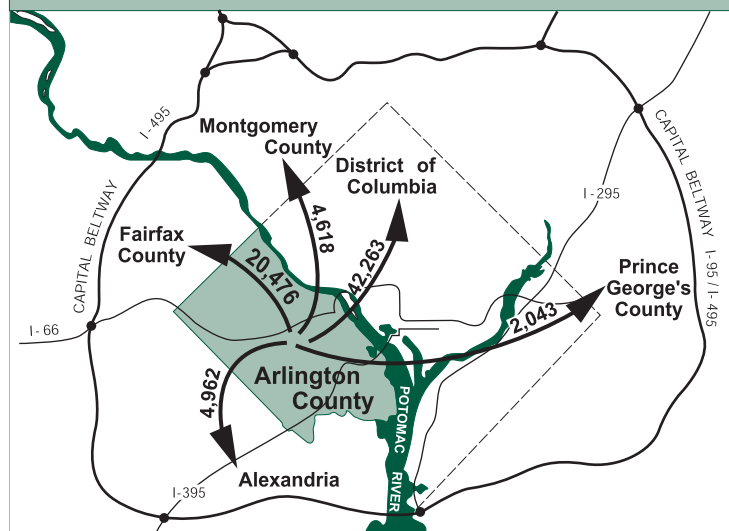 I-495
Montgomery
County
District of
Columbia
CAPITAL BELTWAY I-95 / I-495
I-295
CAPITAL BELTWAY
Fairfax
County
4,618
20,476
42,263
Prince
George's
County
2,043
I-66
Arlington
County
4,962
POTOMAC RIVER
Alexandria
I-395